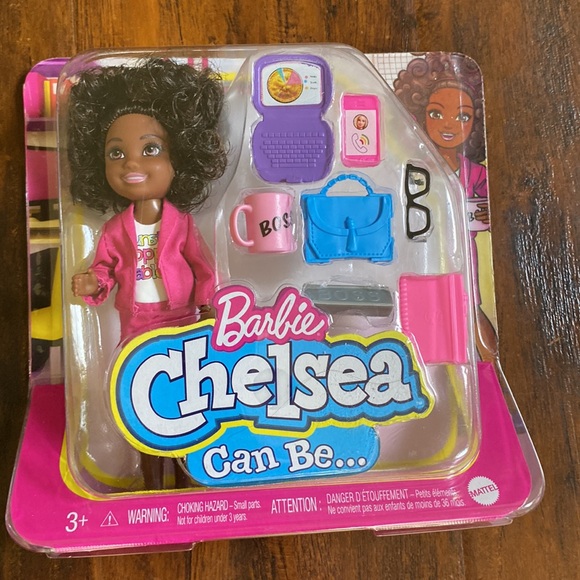 BOSS
Barbie
Chelsea
Can Be...
3+
WARNING: CHOKING HAZARD – Small parts.
Not for children under 3 years.
ATTENTION : DANGER D'ÉTOUFFEMENT – Petits éléments.
Ne convient pas aux enfants de moins de 36 mois.
MATTEL